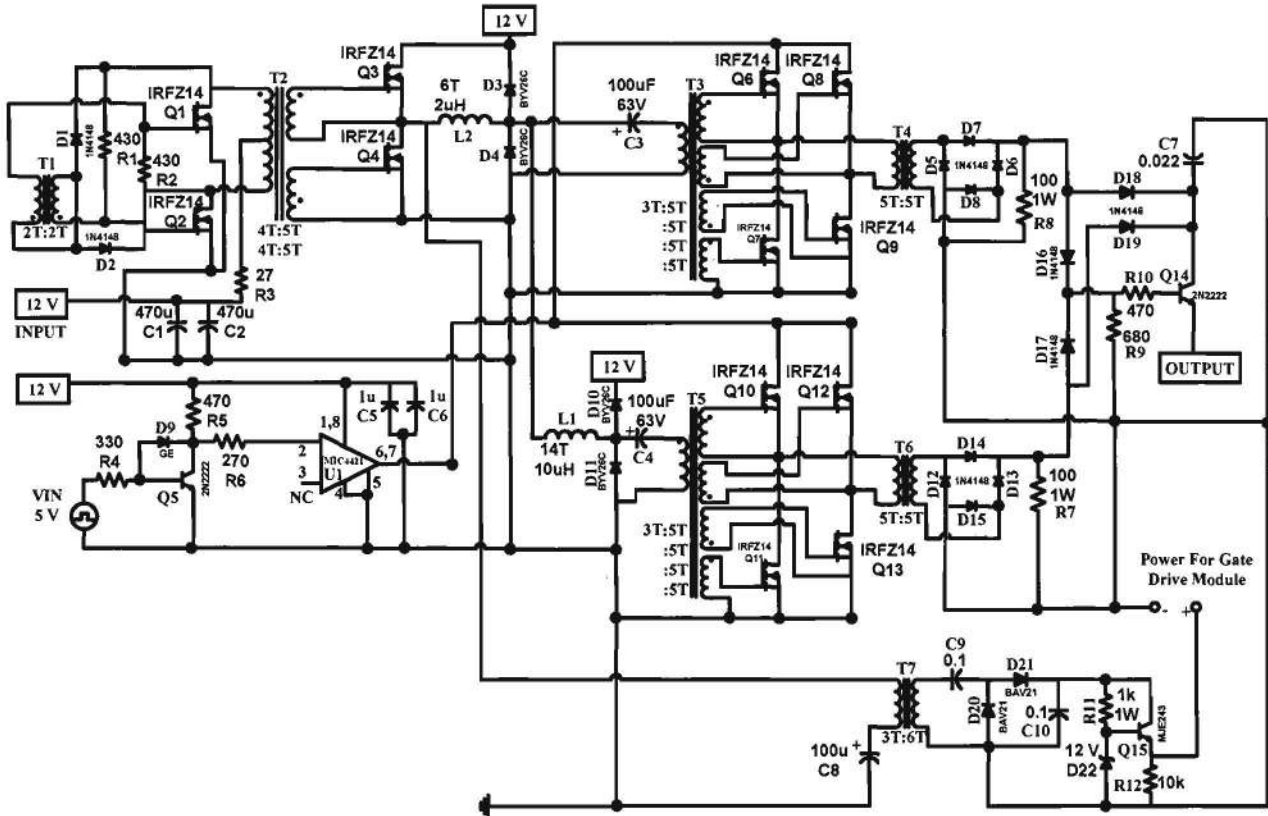 12 V
12 V
IRFZ14
Q3
IRFZ14
Q6
IRFZ14
Q8
T2
T3
6T
2uH
L2
D3
BYV26C
D4
BYV26C
100uF
63V
+
C3
IRFZ14
Q1
D1
1N4148
430
R1
430
R2
T1
2T:2T
IRFZ14
Q2
1N4148
D2
IRFZ14
Q4
4T:5T
4T:5T
27
R3
12 V
INPUT
470u
C1
470u
C2
3T:5T
:5T
:5T
:5T
IRFZ14
Q7
IRFZ14
Q9
T4
5T:5T
D5
D7
1N4148
D6
D8
100
1W
R8
C7
0.022
D18
1N4148
D19
D16
1N4148
R10
470
Q14
2N2222
680
R9
D17
1N4148
OUTPUT
12 V
470
R5
D9
GE
330
R4
VIN
5 V
Q5
2N2222
270
R6
2
3
NC
1,8
MIC4421
U1
4
5
6,7
1u
C5
1u
C6
L1
14T
10uH
D10
BYV26C
D11
BYV26C
100uF
63V
+
C4
T5
3T:5T
:5T
:5T
:5T
IRFZ14
Q10
IRFZ14
Q12
IRFZ14
Q11
IRFZ14
Q13
T6
5T:5T
D12
D14
1N4148
D13
D15
100
1W
R7
Power For Gate
Drive Module
- +
100u
+
C8
T7
3T:6T
C9
0.1
D20
BAV21
D21
BAV21
0.1
C10
R11
1k
1W
MJE243
Q15
12 V
D22
R12
10k